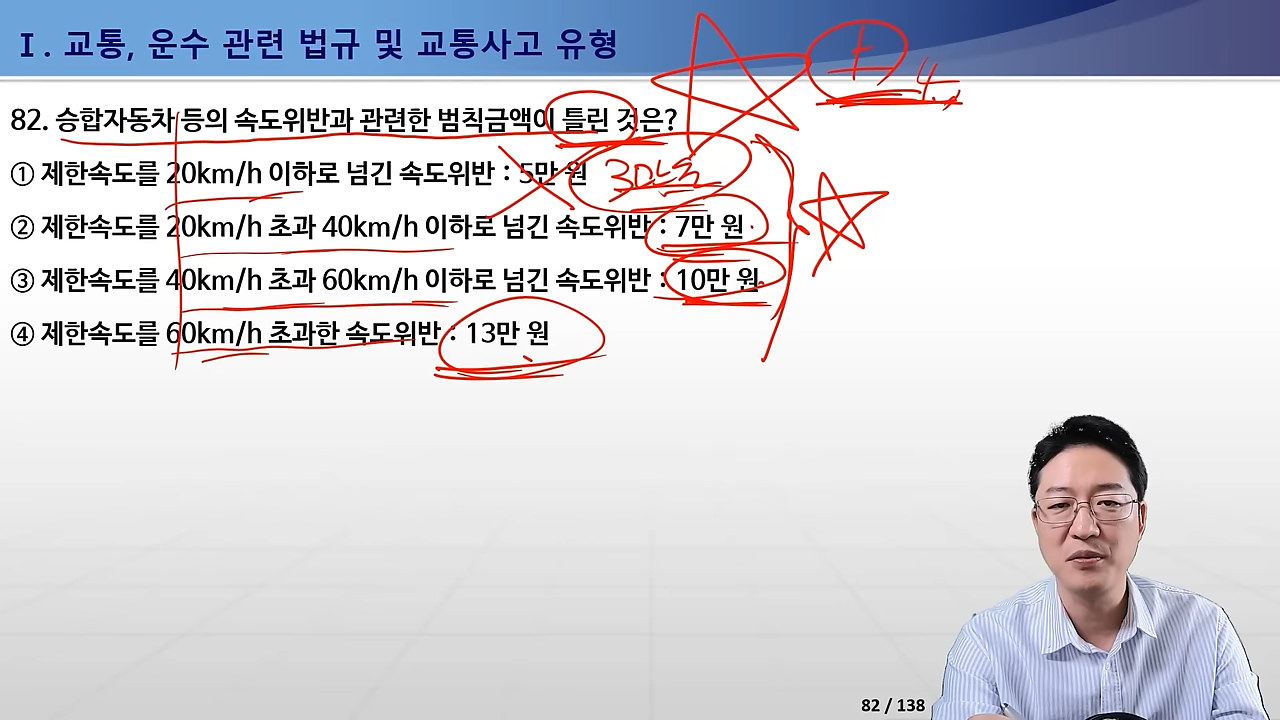 Ⅰ. 교통, 운수 관련 법규 및 교통사고 유형
82. 승합자동차 등의 속도위반과 관련한 범칙금액이 틀린 것은?
① 제한속도를 20km/h 이하로 넘긴 속도위반 : 5만 원
3만원
② 제한속도를 20km/h 초과 40km/h 이하로 넘긴 속도위반 : 7만 원
③ 제한속도를 40km/h 초과 60km/h 이하로 넘긴 속도위반 : 10만 원
④ 제한속도를 60km/h 초과한 속도위반 : 13만 원
82 / 138